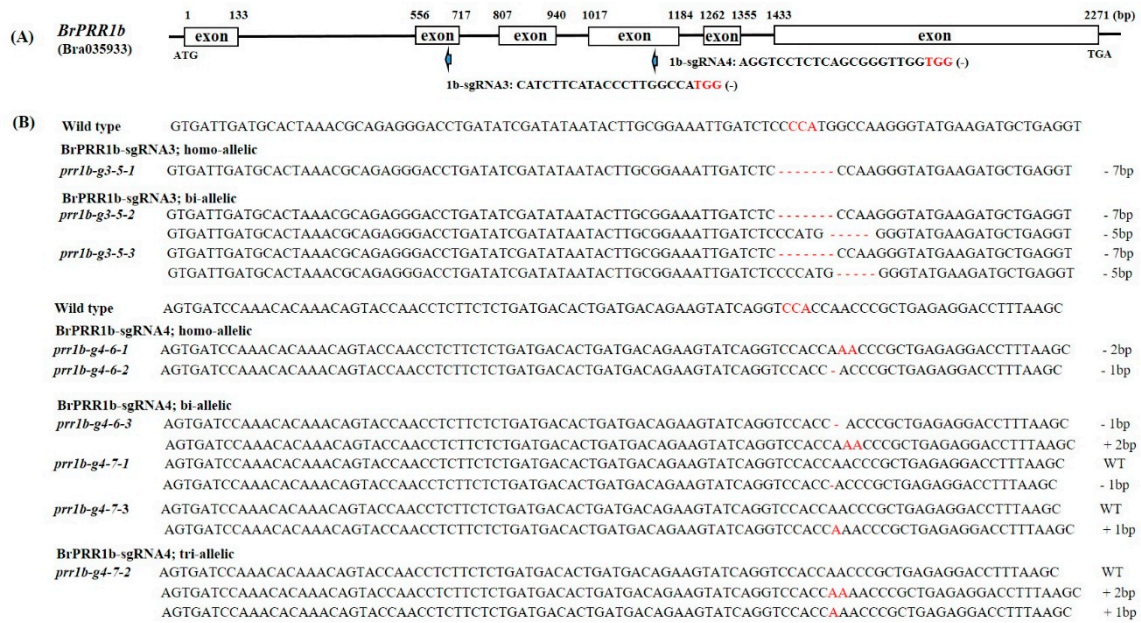 1 133 556 717 807 940 1017 1184 1262 1355 1433 2271 (bp)
(A) BrPRR1b exon exon exon exon exon exon
(Bra035933)
ATG TGA
1b-sgRNA4: AGGTCCTCTCAGCGGGTTGGTGG (-)
1b-sgRNA3: CATCTTCATACCCTTGGCCATGG (-)
(B)
Wild type GTGATTGATGCACTAAACGCAGAGGGACCTGATATCGATATAATACTTGCGGAAATTGATCTCCCCATGGCCAAGGGTATGAAGATGCTGAGGT
BrPRR1b-sgRNA3; homo-allelic
prr1b-g3-5-1 GTGATTGATGCACTAAACGCAGAGGGACCTGATATCGATATAATACTTGCGGAAATTGATCTC - - - - - - - CCAAGGGTATGAAGATGCTGAGGT - 7bp
BrPRR1b-sgRNA3; bi-allelic
prr1b-g3-5-2 GTGATTGATGCACTAAACGCAGAGGGACCTGATATCGATATAATACTTGCGGAAATTGATCTC - - - - - - - CCAAGGGTATGAAGATGCTGAGGT - 7bp
GTGATTGATGCACTAAACGCAGAGGGACCTGATATCGATATAATACTTGCGGAAATTGATCTCCCATG - - - - - GGGTATGAAGATGCTGAGGT - 5bp
prr1b-g3-5-3 GTGATTGATGCACTAAACGCAGAGGGACCTGATATCGATATAATACTTGCGGAAATTGATCTC - - - - - - - CCAAGGGTATGAAGATGCTGAGGT - 7bp
GTGATTGATGCACTAAACGCAGAGGGACCTGATATCGATATAATACTTGCGGAAATTGATCTCCCCATG - - - - - GGGTATGAAGATGCTGAGGT - 5bp
Wild type AGTGATCCAAACACAAACAGTACCAACCTCTTCTCTGATGACACTGATGACAGAAGTATCAGGTCCACCAACCCGCTGAGAGGACCTTTAAGC
BrPRR1b-sgRNA4; homo-allelic
prr1b-g4-6-1 AGTGATCCAAACACAAACAGTACCAACCTCTTCTCTGATGACACTGATGACAGAAGTATCAGGTCCACCAAACCCGCTGAGAGGACCTTTAAGC - 2bp
prr1b-g4-6-2 AGTGATCCAAACACAAACAGTACCAACCTCTTCTCTGATGACACTGATGACAGAAGTATCAGGTCCACC - ACCCGCTGAGAGGACCTTTAAGC - 1bp
BrPRR1b-sgRNA4; bi-allelic
prr1b-g4-6-3 AGTGATCCAAACACAAACAGTACCAACCTCTTCTCTGATGACACTGATGACAGAAGTATCAGGTCCACC - ACCCGCTGAGAGGACCTTTAAGC - 1bp
AGTGATCCAAACACAAACAGTACCAACCTCTTCTCTGATGACACTGATGACAGAAGTATCAGGTCCACCAAACCCGCTGAGAGGACCTTTAAGC + 2bp
prr1b-g4-7-1 AGTGATCCAAACACAAACAGTACCAACCTCTTCTCTGATGACACTGATGACAGAAGTATCAGGTCCACCAACCCGCTGAGAGGACCTTTAAGC WT
AGTGATCCAAACACAAACAGTACCAACCTCTTCTCTGATGACACTGATGACAGAAGTATCAGGTCCACC-ACCCGCTGAGAGGACCTTTAAGC - 1bp
prr1b-g4-7-3 AGTGATCCAAACACAAACAGTACCAACCTCTTCTCTGATGACACTGATGACAGAAGTATCAGGTCCACCAACCCGCTGAGAGGACCTTTAAGC WT
AGTGATCCAAACACAAACAGTACCAACCTCTTCTCTGATGACACTGATGACAGAAGTATCAGGTCCACCAAACCCGCTGAGAGGACCTTTAAGC + 1bp
BrPRR1b-sgRNA4; tri-allelic
prr1b-g4-7-2 AGTGATCCAAACACAAACAGTACCAACCTCTTCTCTGATGACACTGATGACAGAAGTATCAGGTCCACCAACCCGCTGAGAGGACCTTTAAGC WT
AGTGATCCAAACACAAACAGTACCAACCTCTTCTCTGATGACACTGATGACAGAAGTATCAGGTCCACCAAAACCCGCTGAGAGGACCTTTAAGC + 2bp
AGTGATCCAAACACAAACAGTACCAACCTCTTCTCTGATGACACTGATGACAGAAGTATCAGGTCCACCAAACCCGCTGAGAGGACCTTTAAGC + 1bp